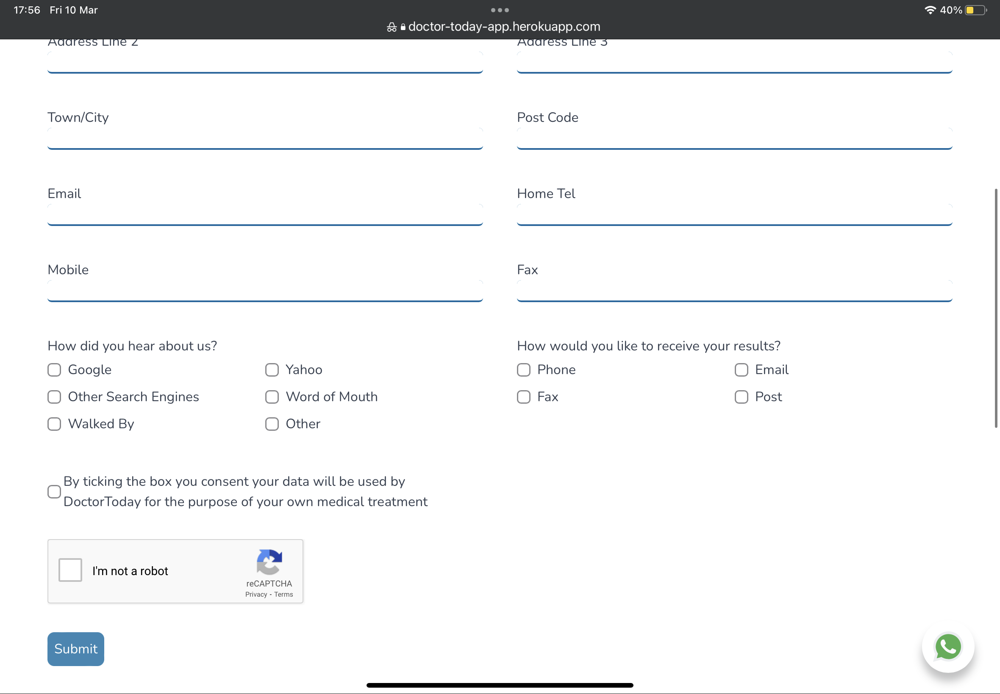 17:56 Fri 10 Mar
40%
doctor-today-app.herokuapp.com
Address Line 2
Address Line 3
Town/City
Post Code
Email
Home Tel
Mobile
Fax
How did you hear about us?
Google
Yahoo
Other Search Engines
Word of Mouth
Walked By
Other
How would you like to receive your results?
Phone
Email
Fax
Post
By ticking the box you consent your data will be used by
DoctorToday for the purpose of your own medical treatment
I'm not a robot
reCAPTCHA
Privacy - Terms
Submit